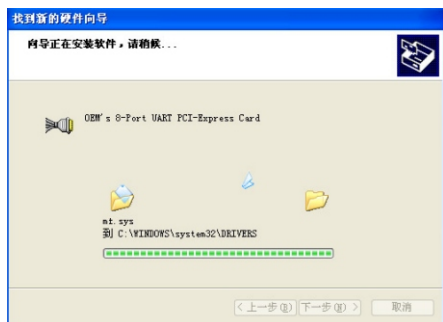 找到新的硬件向导
向导正在安装软件，请稍候...
OEM's 8-Port UART PCI-Express Card
mf.sys
到 C:\WINDOWS\system32\DRIVERS
< 上一步(B) 下一步(N) > 取消